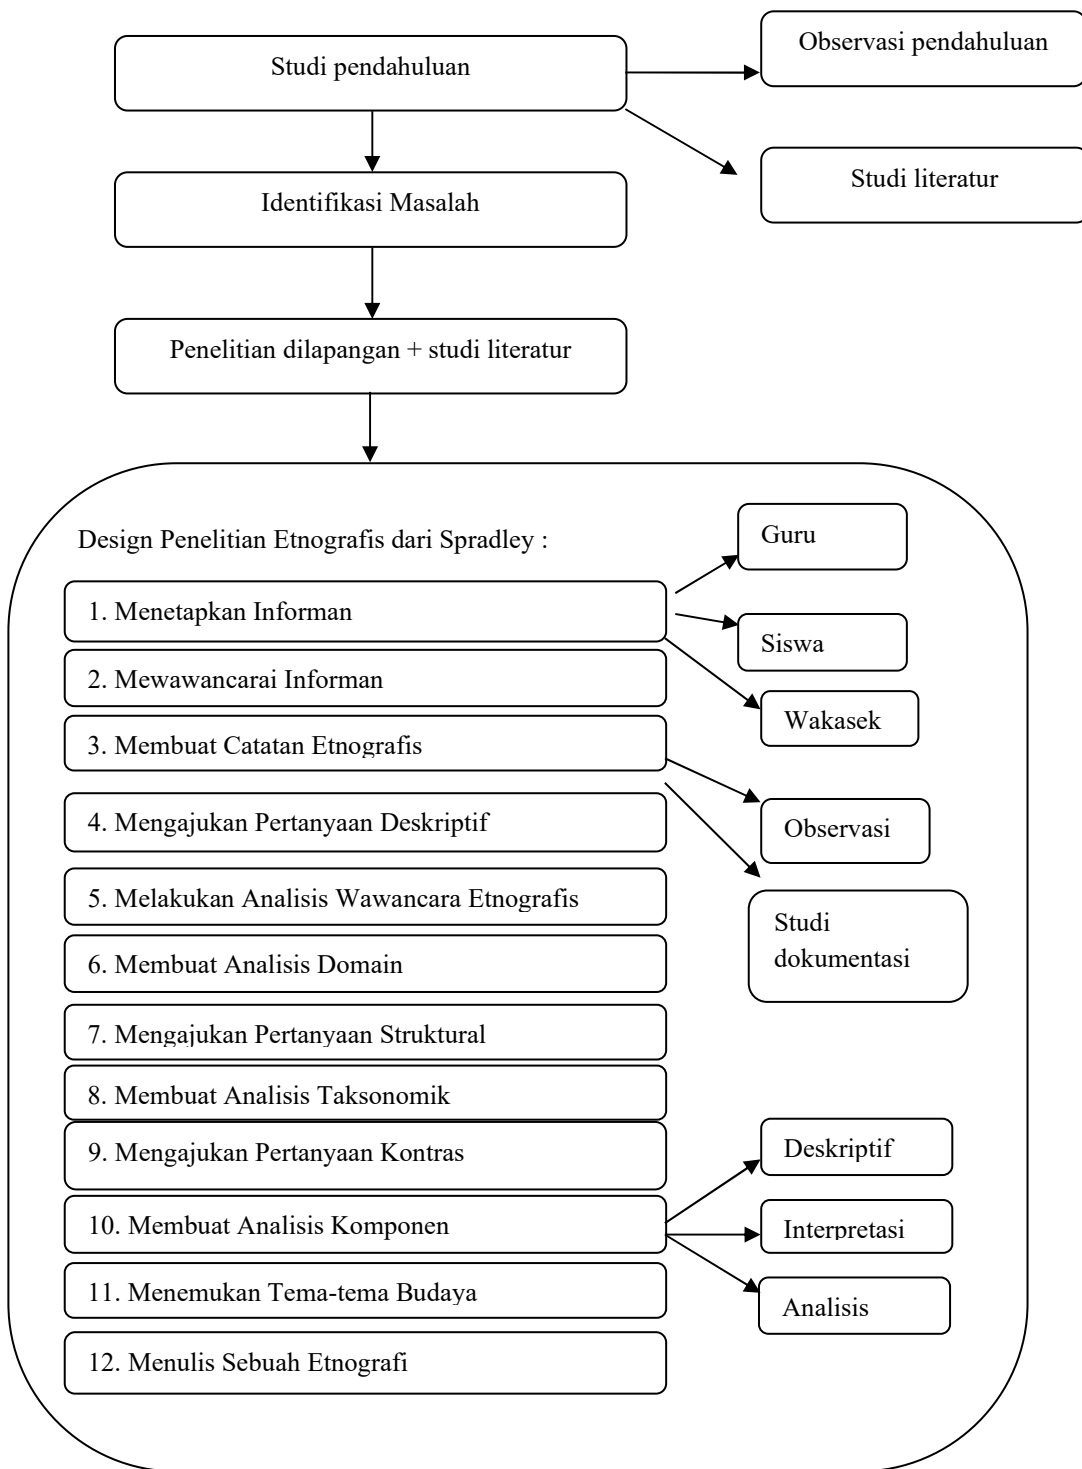 Studi pendahuluan
Observasi pendahuluan
Studi literatur
Identifikasi Masalah
Penelitian dilapangan + studi literatur
Design Penelitian Etnografis dari Spradley :
1. Menetapkan Informan
Guru
Siswa
Wakasek
2. Mewawancarai Informan
3. Membuat Catatan Etnografis
Observasi
Studi
dokumentasi
4. Mengajukan Pertanyaan Deskriptif
5. Melakukan Analisis Wawancara Etnografis
6. Membuat Analisis Domain
7. Mengajukan Pertanyaan Struktural
8. Membuat Analisis Taksonomik
9. Mengajukan Pertanyaan Kontras
10. Membuat Analisis Komponen
Deskriptif
Interpretasi
Analisis
11. Menemukan Tema-tema Budaya
12. Menulis Sebuah Etnografi